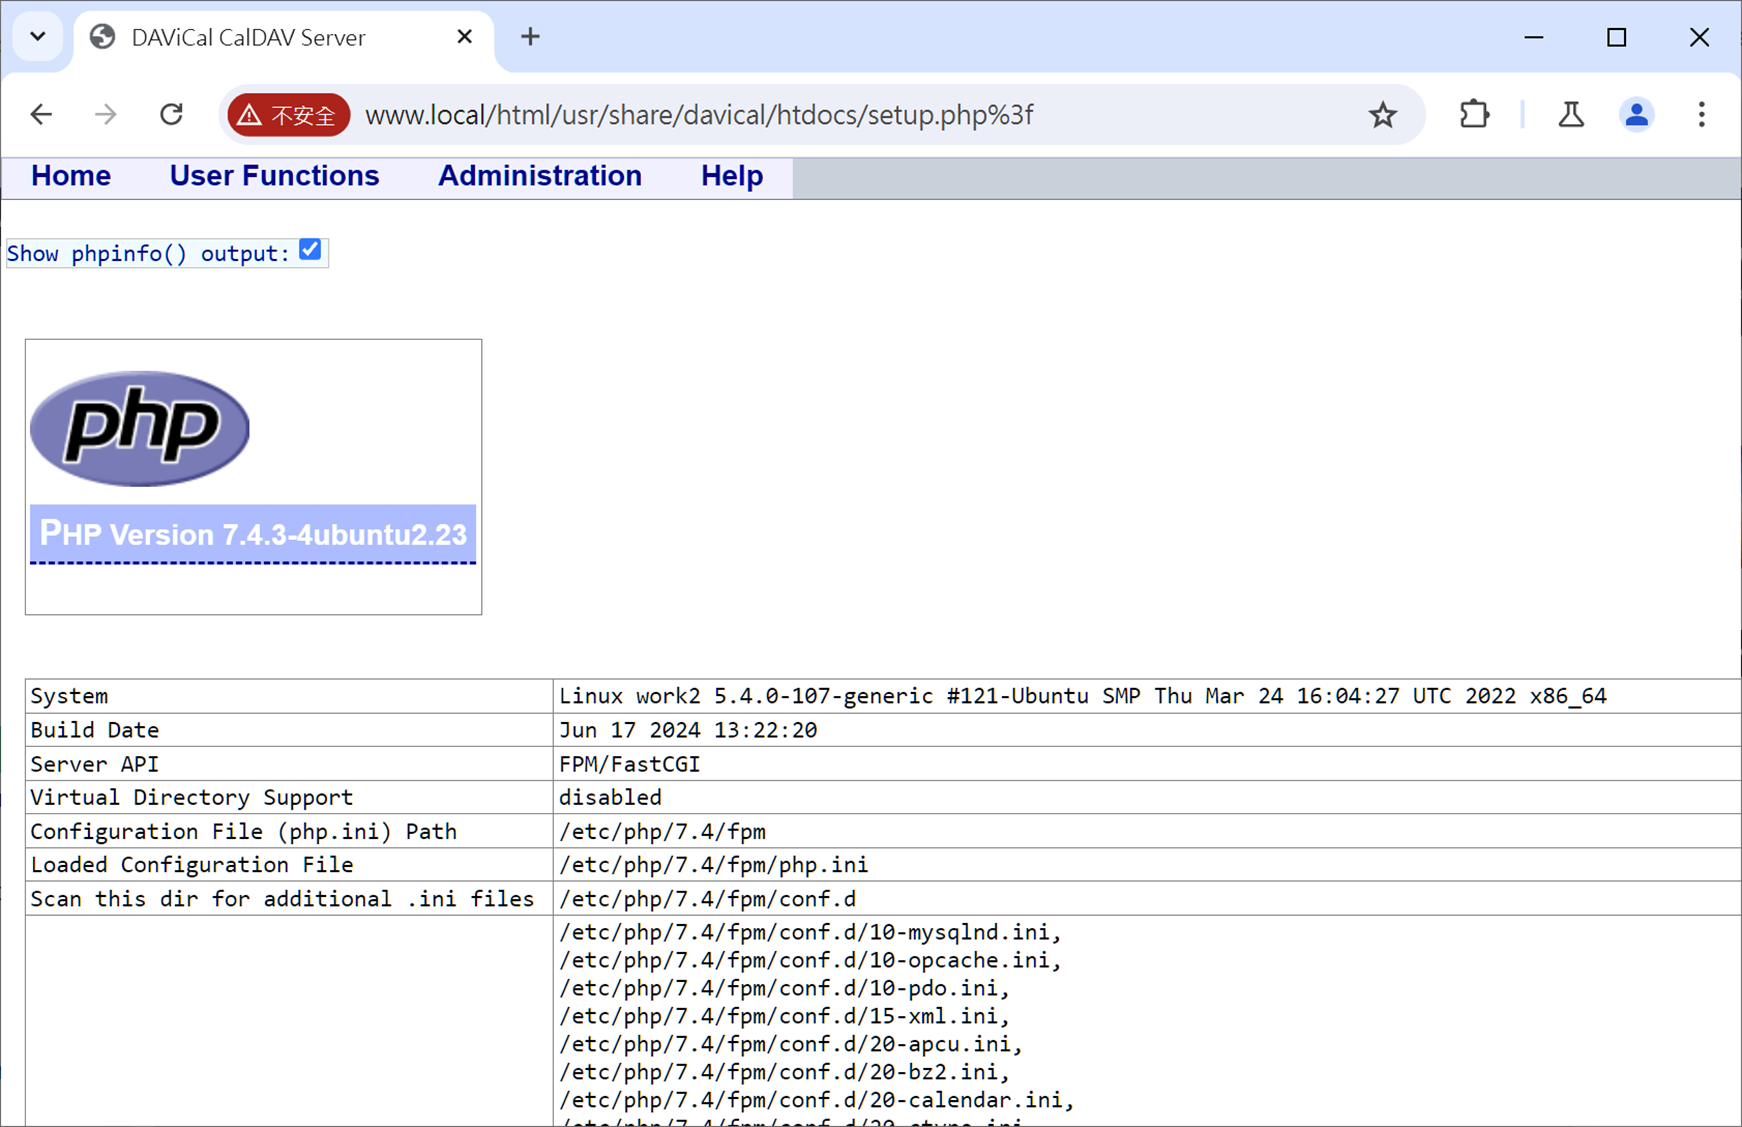 DAViCal CalDAV Server
不安全 www.local/html/usr/share/davical/htdocs/setup.php%3f
Home User Functions Administration Help
Show phpinfo() output:
php
PHP Version 7.4.3-4ubuntu2.23
System Linux work2 5.4.0-107-generic #121-Ubuntu SMP Thu Mar 24 16:04:27 UTC 2022 x86_64
Build Date Jun 17 2024 13:22:20
Server API FPM/FastCGI
Virtual Directory Support disabled
Configuration File (php.ini) Path /etc/php/7.4/fpm
Loaded Configuration File /etc/php/7.4/fpm/php.ini
Scan this dir for additional .ini files /etc/php/7.4/fpm/conf.d
/etc/php/7.4/fpm/conf.d/10-mysqlnd.ini,
/etc/php/7.4/fpm/conf.d/10-opcache.ini,
/etc/php/7.4/fpm/conf.d/10-pdo.ini,
/etc/php/7.4/fpm/conf.d/15-xml.ini,
/etc/php/7.4/fpm/conf.d/20-apcu.ini,
/etc/php/7.4/fpm/conf.d/20-bz2.ini,
/etc/php/7.4/fpm/conf.d/20-calendar.ini,